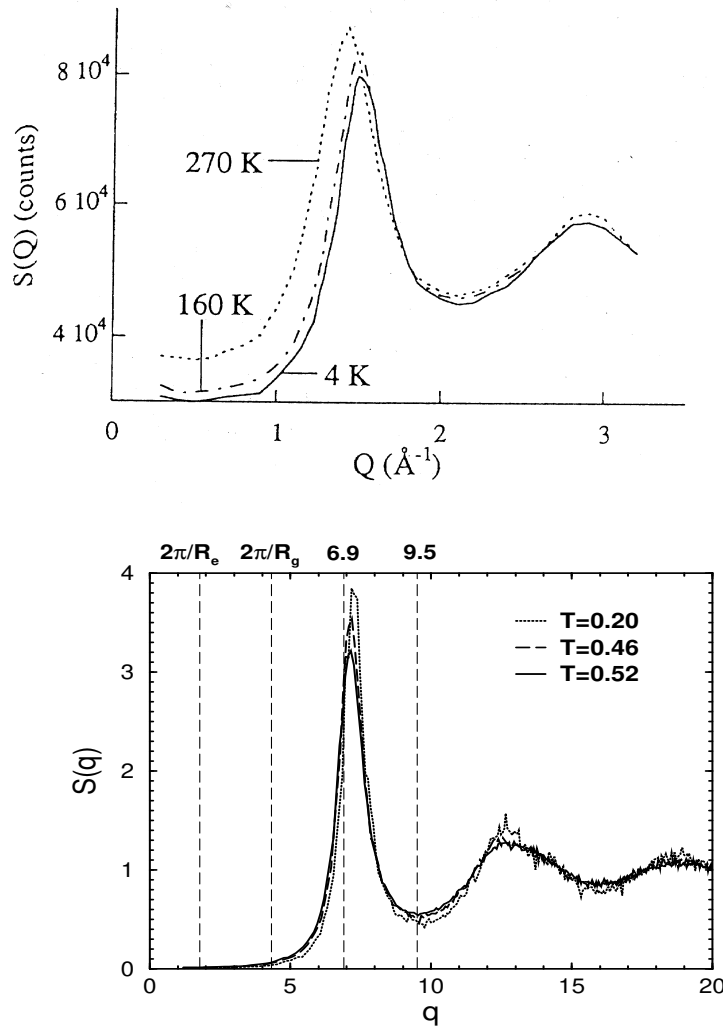 8 10⁴
6 10⁴
4 10⁴
S(Q) (counts)
270 K
160 K
4 K
0 1 2 3
Q (Å⁻¹)
2π/Rₑ 2π/R_g 6.9 9.5
4
3
2
1
0
S(q)
T=0.20
T=0.46
T=0.52
0 5 10 15 20
q